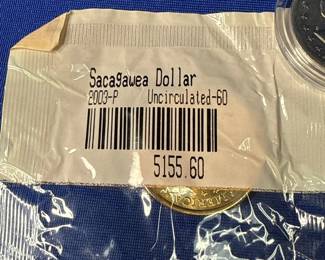 Sacagawea Dollar
2003-P Uncirculated-60
5155.60